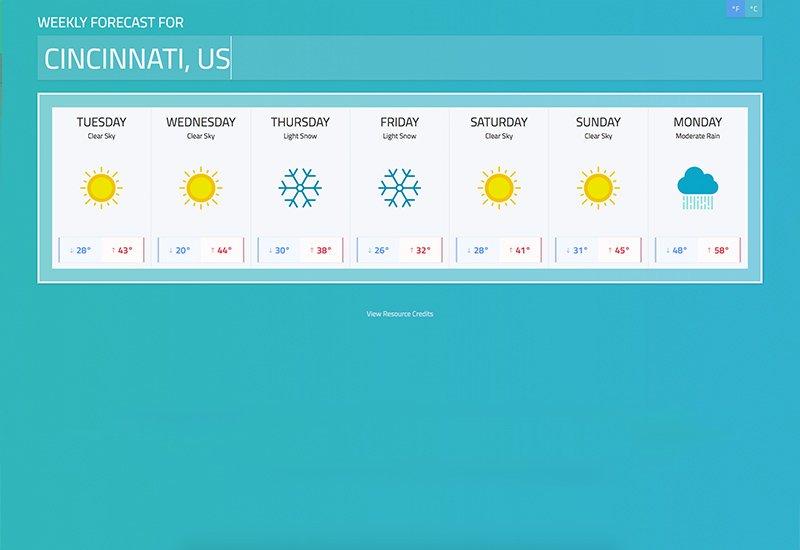 °F °C
WEEKLY FORECAST FOR
CINCINNATI, US
TUESDAY WEDNESDAY THURSDAY FRIDAY SATURDAY SUNDAY MONDAY
Clear Sky Clear Sky Light Snow Light Snow Clear Sky Clear Sky Moderate Rain
↓ 28° ↑ 43° ↓ 20° ↑ 44° ↓ 30° ↑ 38° ↓ 26° ↑ 32° ↓ 28° ↑ 41° ↓ 31° ↑ 45° ↓ 48° ↑ 58°
View Resource Credits